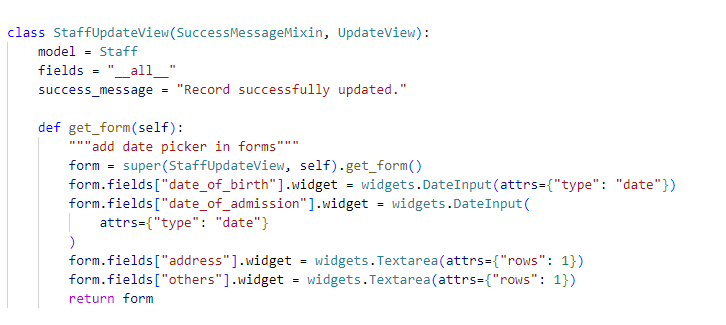 class StaffUpdateView(SuccessMessageMixin, UpdateView):
    model = Staff
    fields = "__all__"
    success_message = "Record successfully updated."

    def get_form(self):
        """add date picker in forms"""
        form = super(StaffUpdateView, self).get_form()
        form.fields["date_of_birth"].widget = widgets.DateInput(attrs={"type": "date"})
        form.fields["date_of_admission"].widget = widgets.DateInput(
            attrs={"type": "date"}
        )
        form.fields["address"].widget = widgets.Textarea(attrs={"rows": 1})
        form.fields["others"].widget = widgets.Textarea(attrs={"rows": 1})
        return form